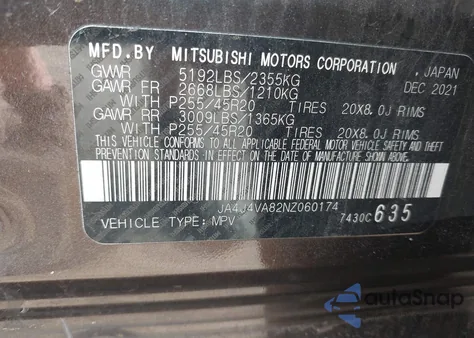 MFD.BY MITSUBISHI MOTORS CORPORATION, JAPAN
GVWR 5192LBS/2355KG DEC 2021
GAWR FR 2668LBS/1210KG
WITH P255/45R20 TIRES 20X8.0J RIMS
GAWR RR 3009LBS/1365KG
WITH P255/45R20 TIRES 20X8.0J RIMS
THIS VEHICLE CONFORMS TO ALL APPLICABLE FEDERAL MOTOR VEHICLE SAFETY AND THEFT
PREVENTION STANDARDS IN EFFECT ON THE DATE OF MANUFACTURE SHOWN ABOVE.
JA4J4VA82NZ060174
VEHICLE TYPE: MPV 7430C635
autoSnap